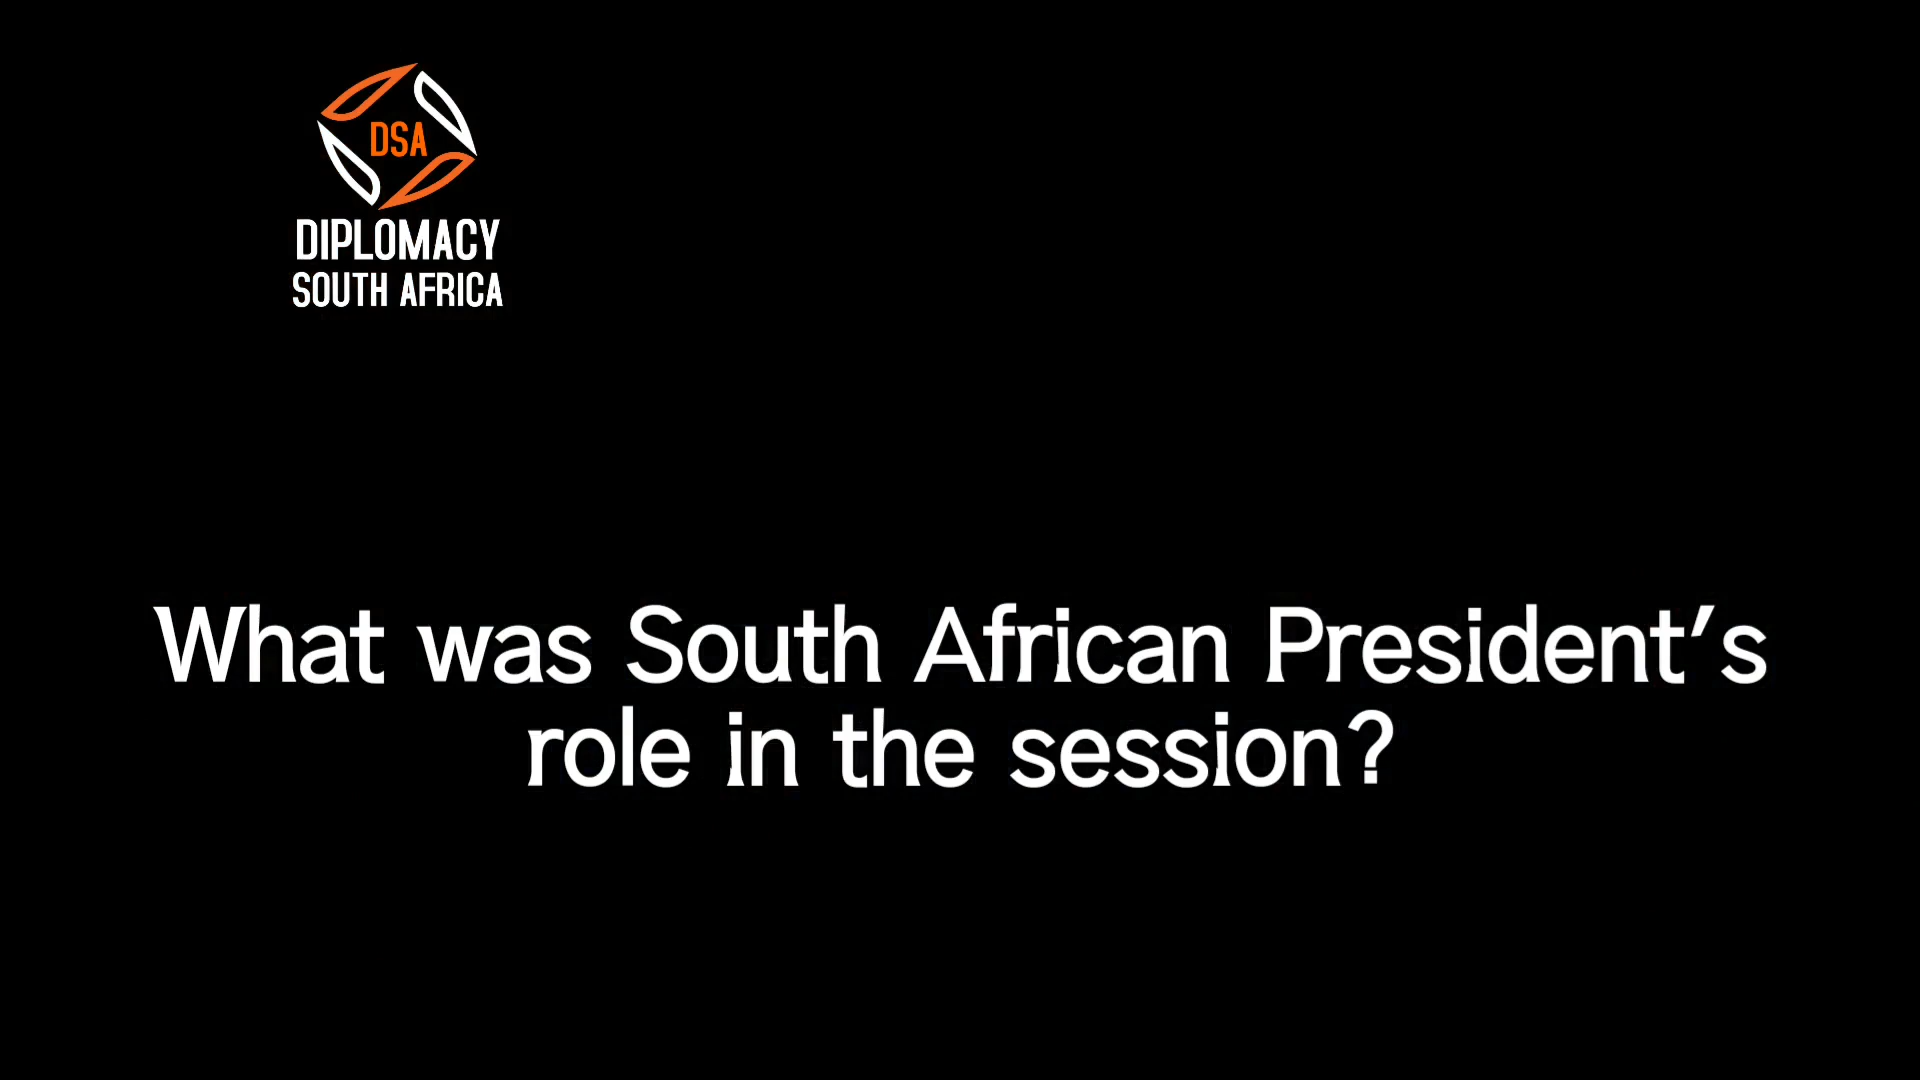 DSA
DIPLOMACY
SOUTH AFRICA
What was South African President’s
role in the session?